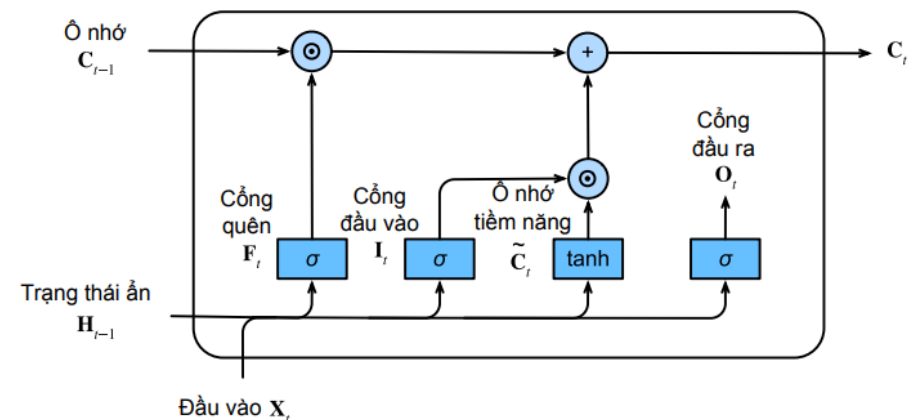 Ô nhớ
C_{t-1}
⊙
+
C_t
Cổng
đầu ra
O_t
Cổng
quên
F_t
Cổng
đầu vào
I_t
⊙
Ô nhớ
tiềm năng
C̃_t
σ
σ
tanh
σ
Trạng thái ẩn
H_{t-1}
Đầu vào X_t